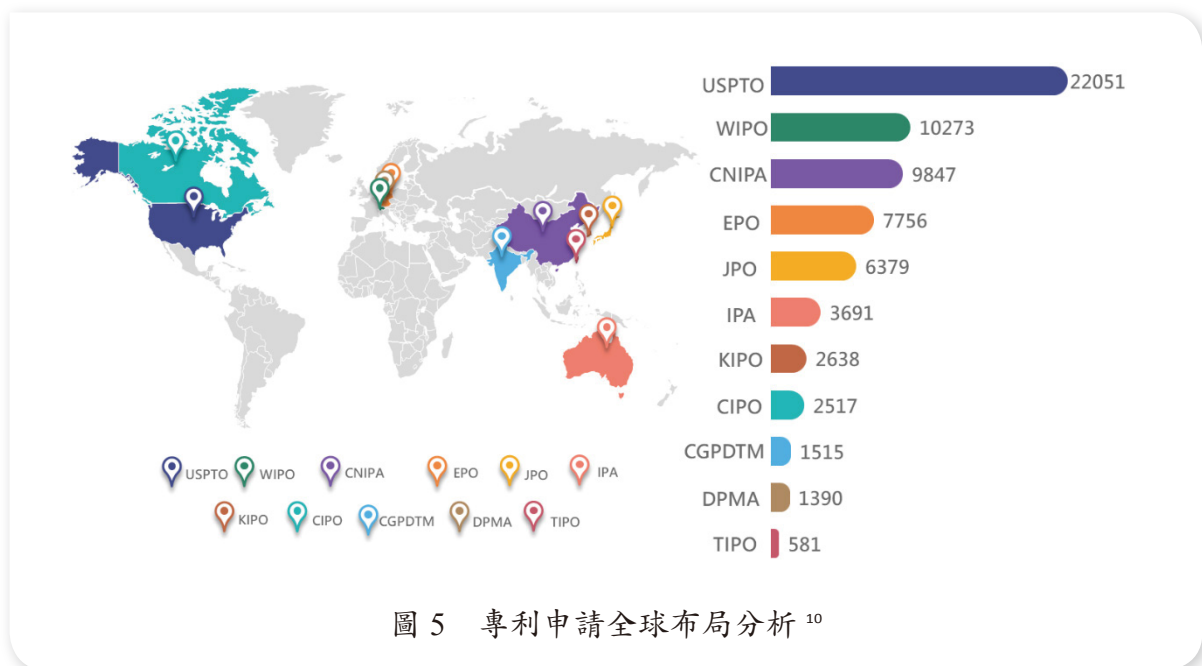 USPTO 22051
WIPO 10273
CNIPA 9847
EPO 7756
JPO 6379
IPA 3691
KIPO 2638
CIPO 2517
CGPDTM 1515
DPMA 1390
TIPO 581
USPTO WIPO CNIPA EPO JPO IPA
KIPO CIPO CGPDTM DPMA TIPO
圖 5 專利申請全球布局分析 10